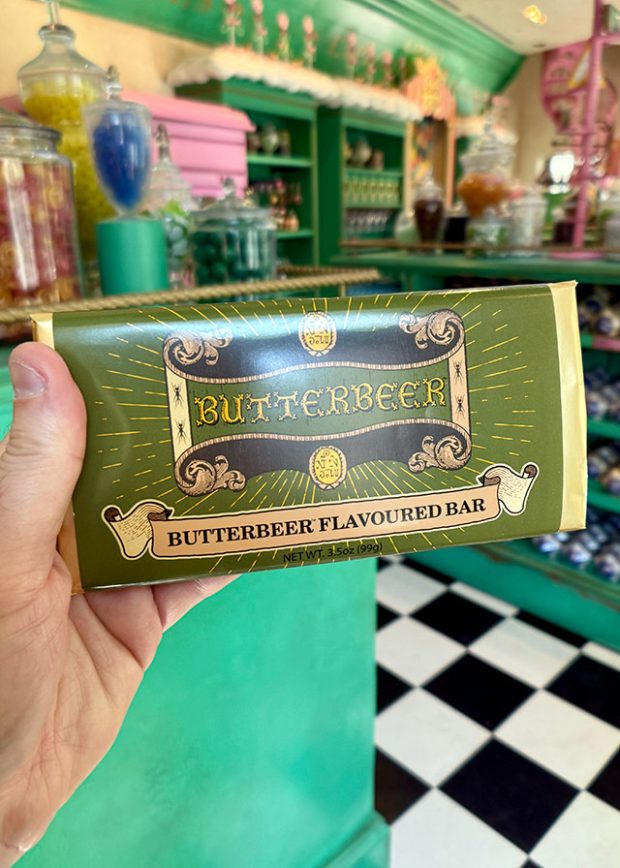 BUTTERBEER
BUTTERBEER FLAVOURED BAR
NET WT. 3.5oz (99g)